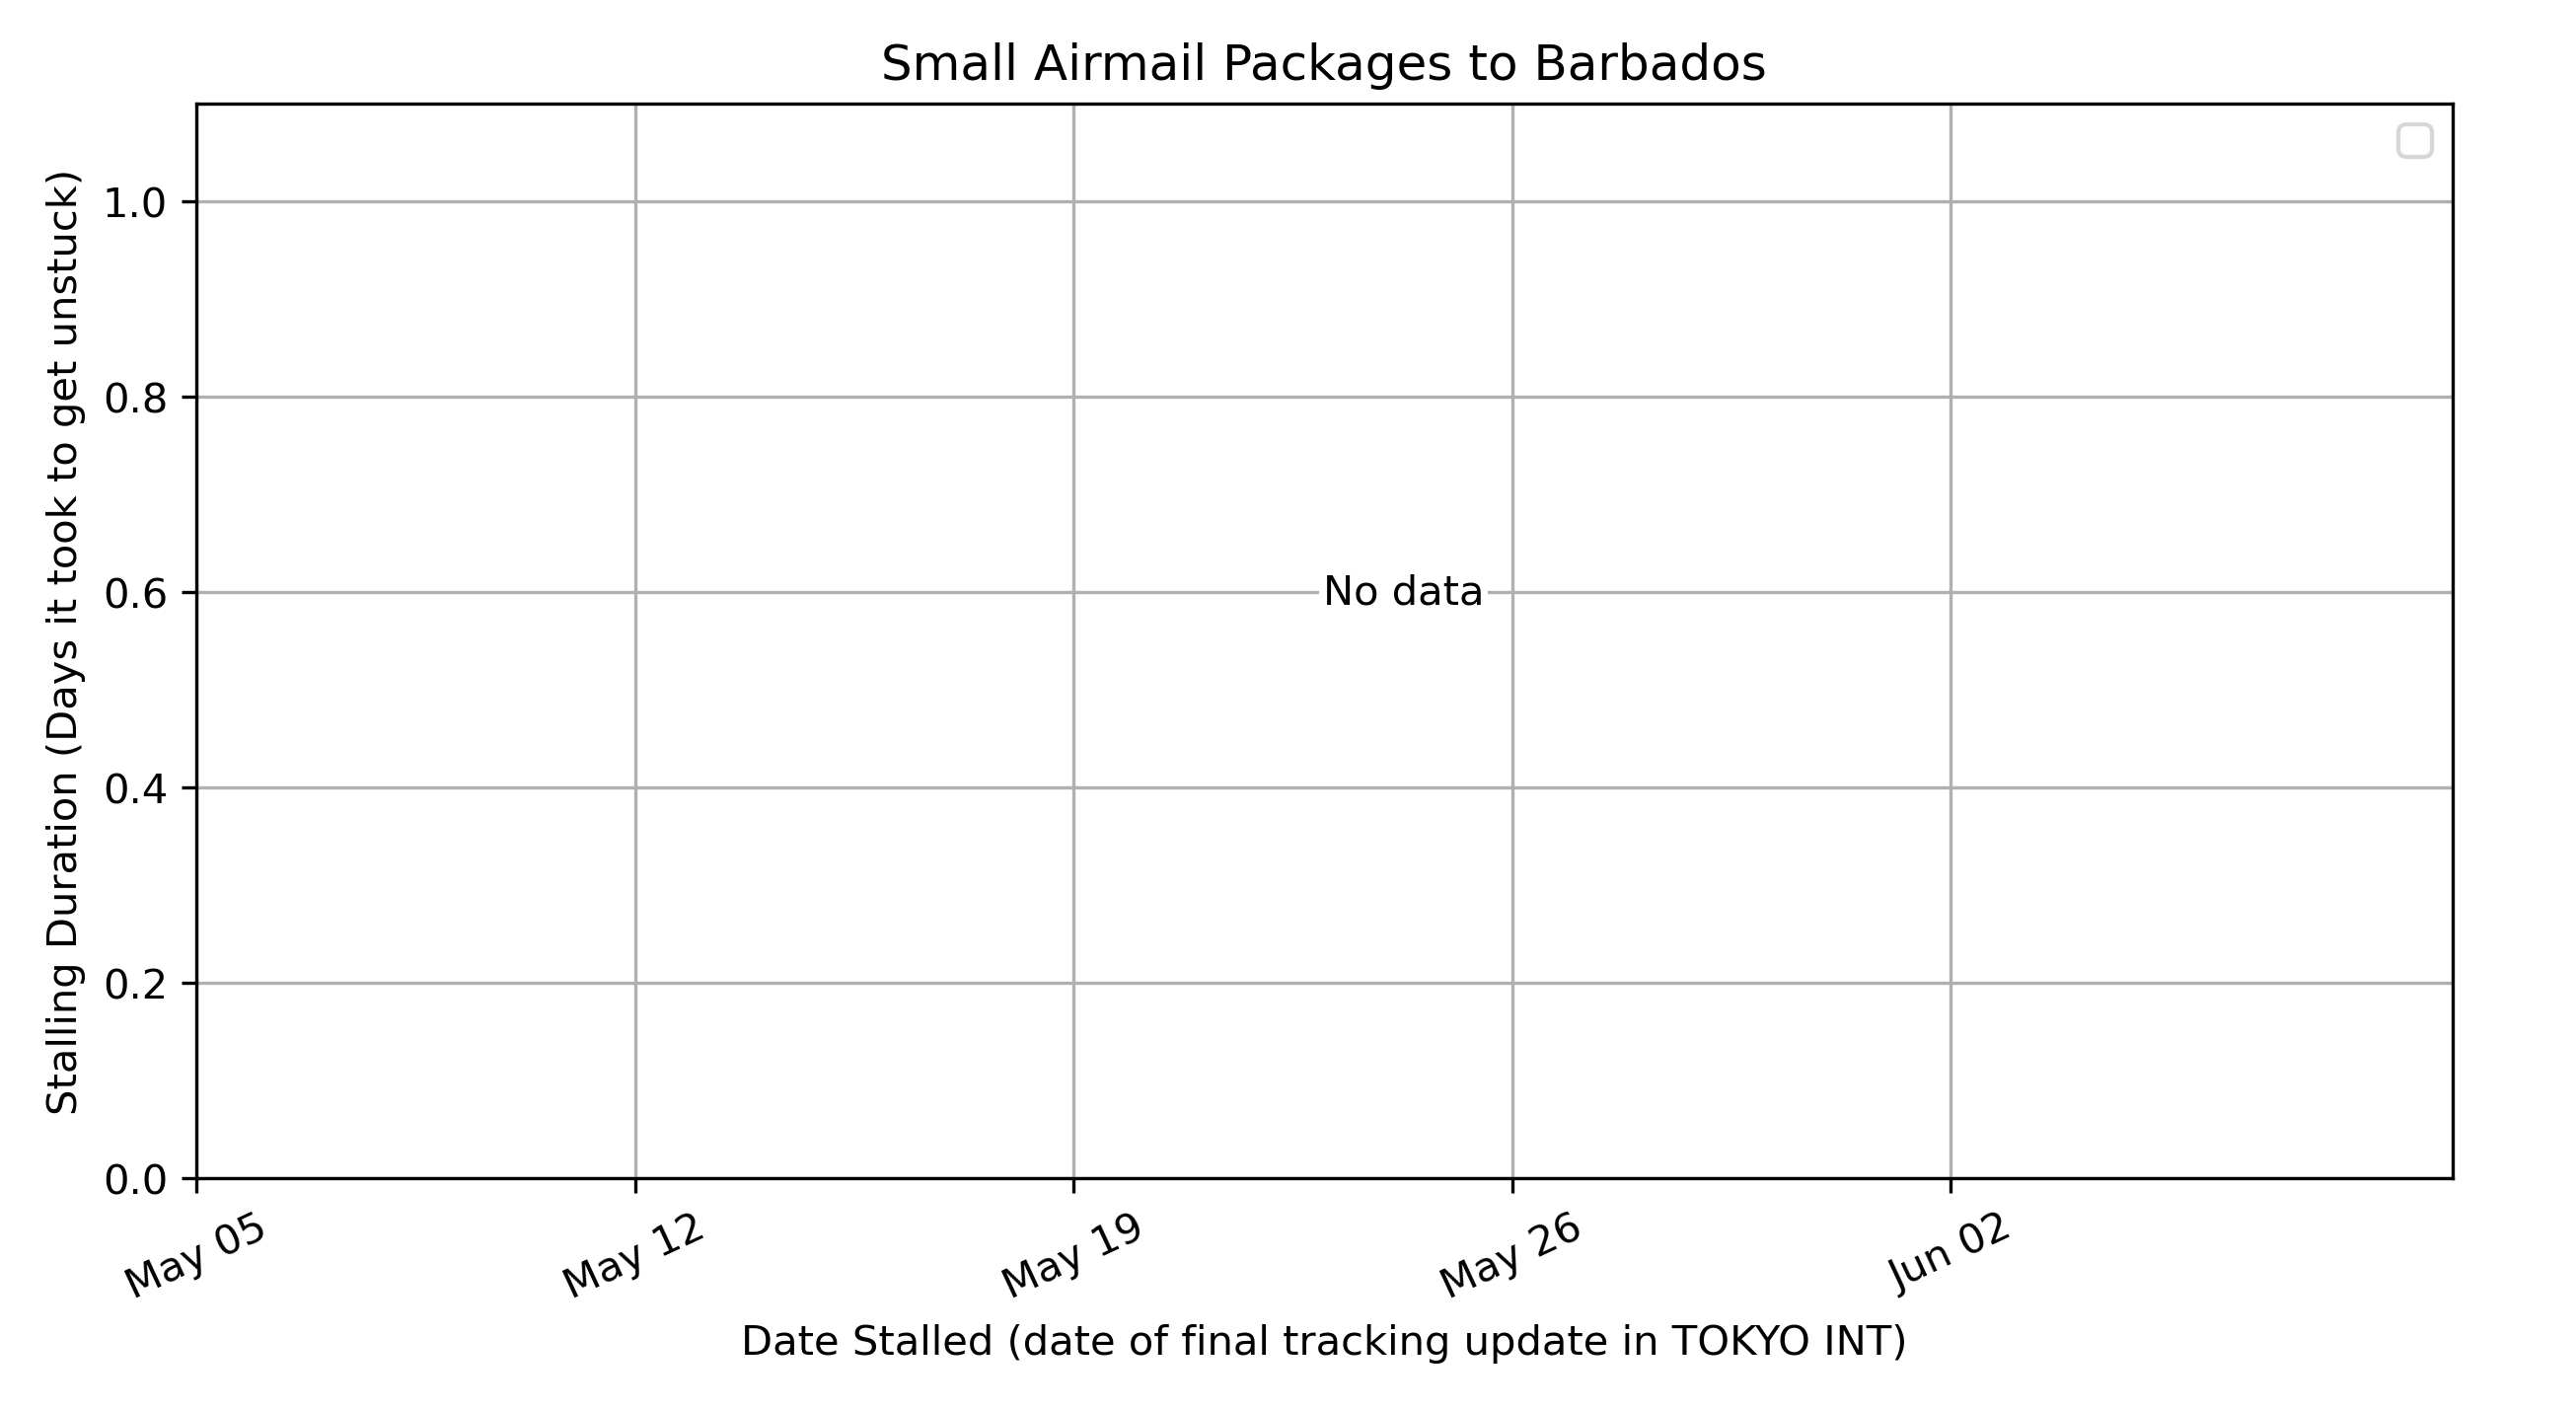 Small Airmail Packages to Barbados
Stalling Duration (Days it took to get unstuck)
1.0
0.8
0.6
0.4
0.2
0.0
No data
May 05
May 12
May 19
May 26
Jun 02
Date Stalled (date of final tracking update in TOKYO INT)